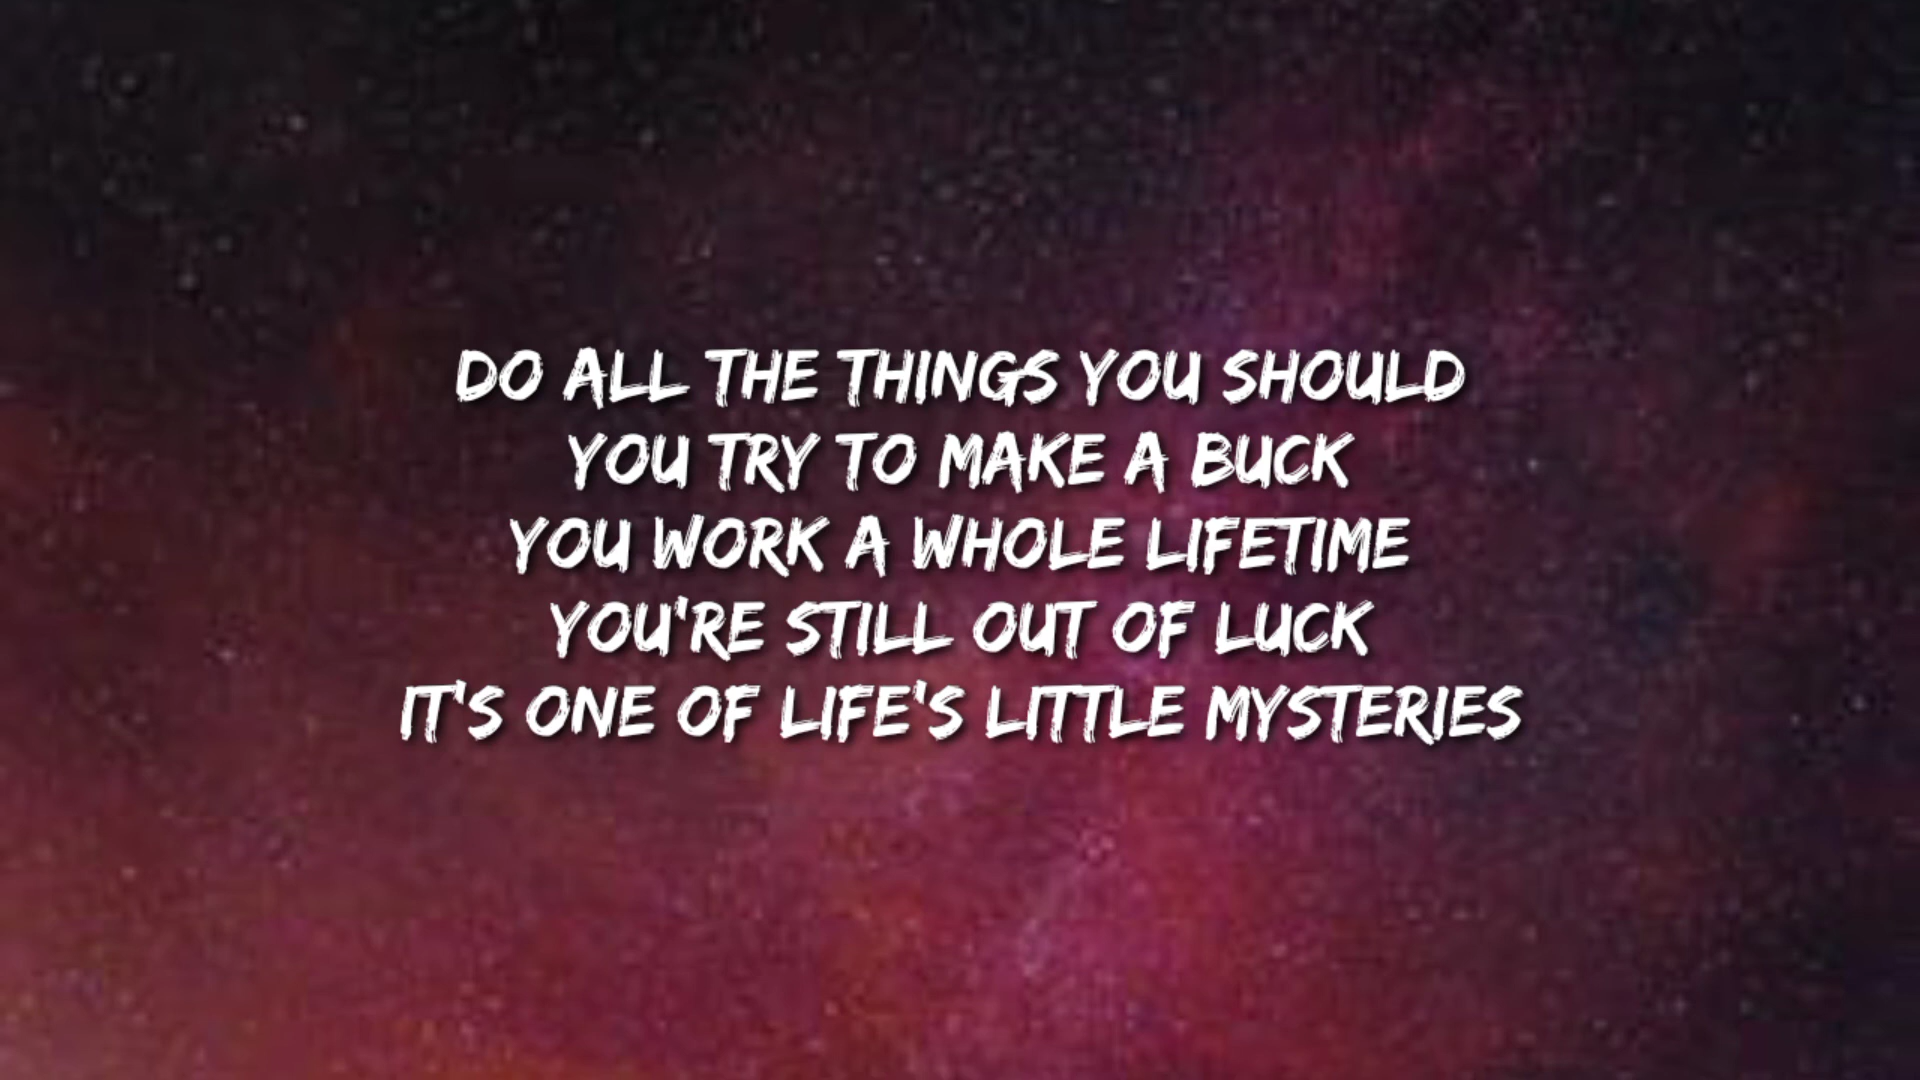 DO ALL THE THINGS YOU SHOULD
YOU TRY TO MAKE A BUCK
YOU WORK A WHOLE LIFETIME
YOU'RE STILL OUT OF LUCK
IT'S ONE OF LIFE'S LITTLE MYSTERIES